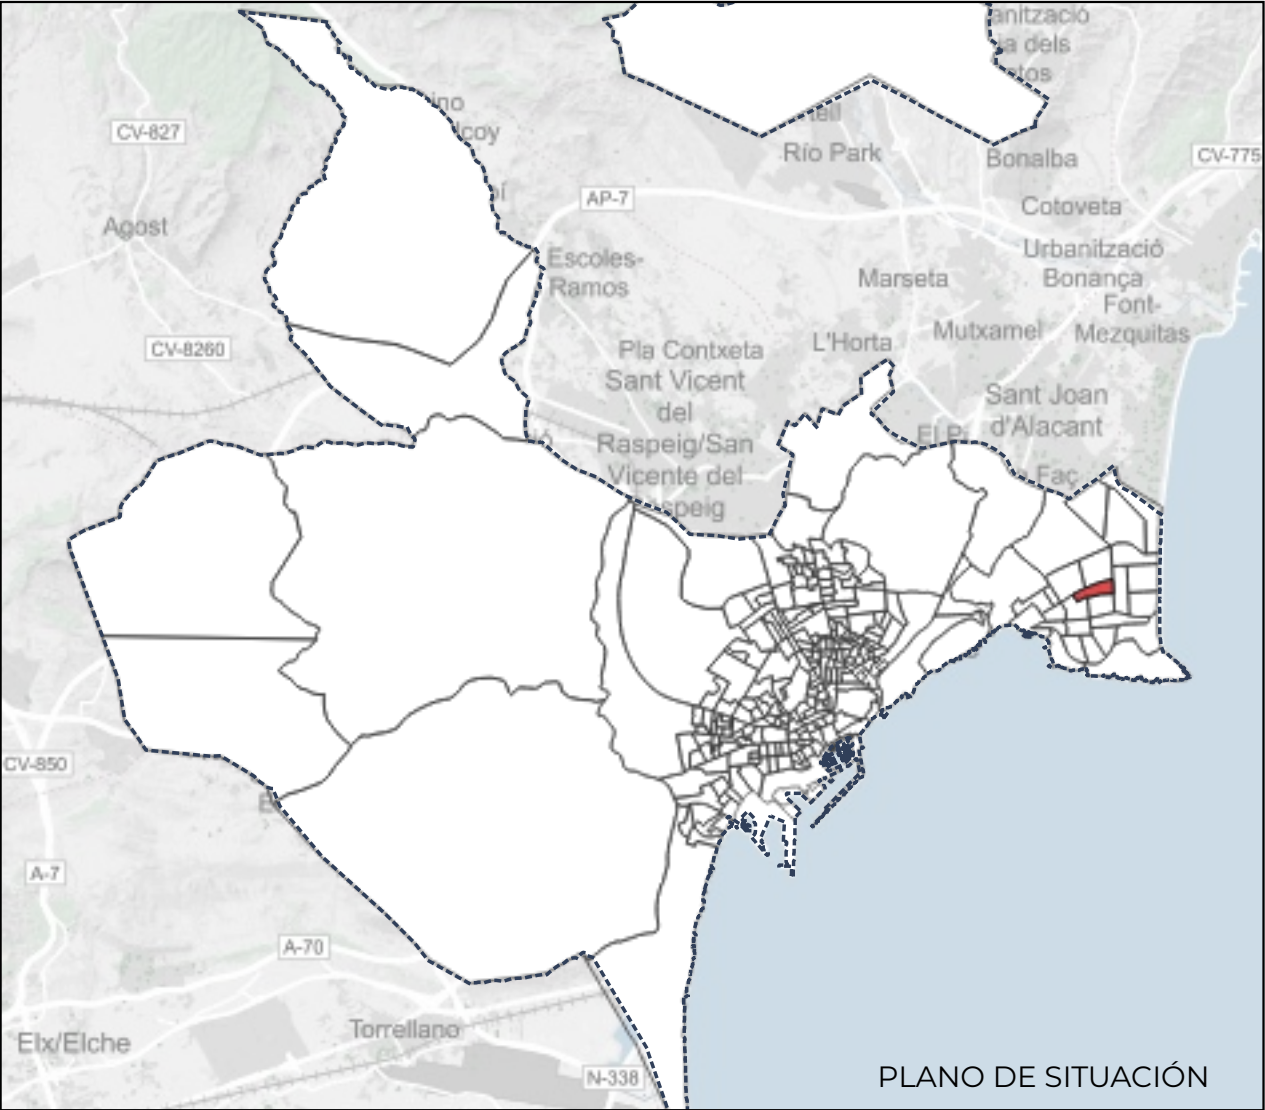 CV-827
Agost
CV-8260
AP-7
Escoles-
Ramos
Río Park
Bonalba
CV-775
Cotoveta
Urbanització
Bonança
Font-
Mezquitas
Marseta
Mutxamel
L'Horta
Pla Contxeta
Sant Vicent
del
Raspeig/San
Vicente del
Sant Joan
d'Alacant
CV-850
A-7
A-70
Elx/Elche
Torrellano
N-338
PLANO DE SITUACIÓN